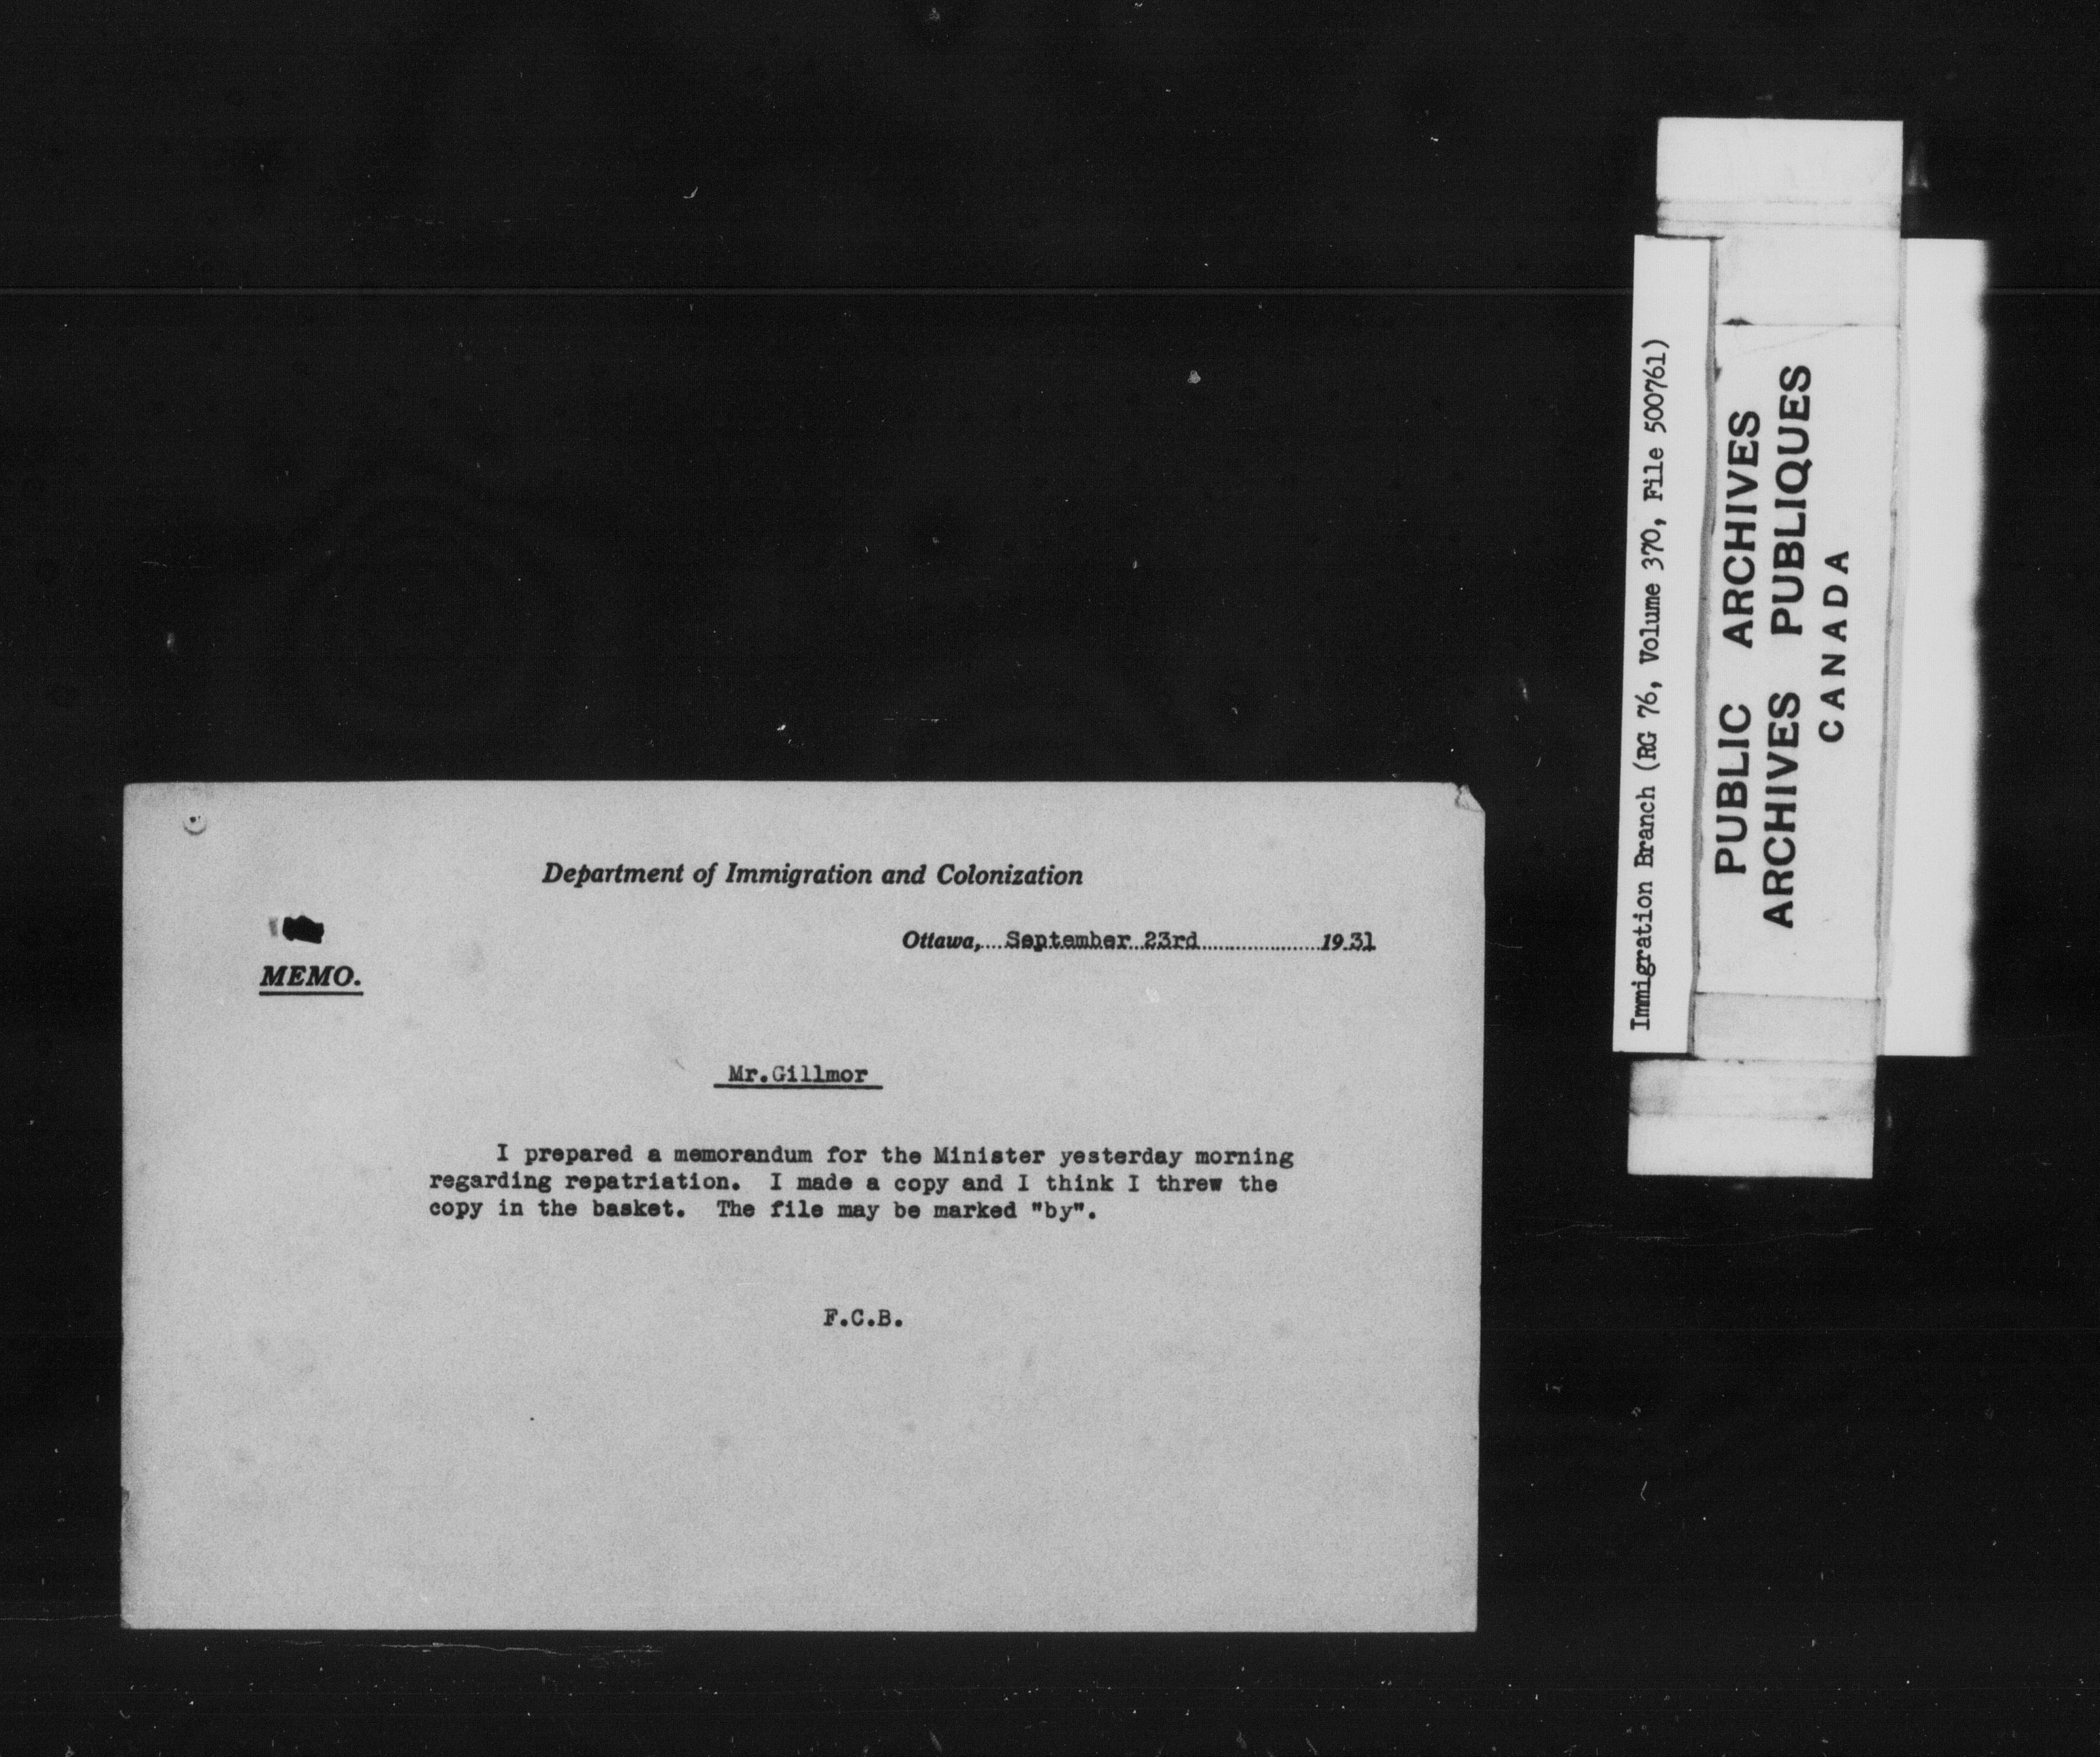 Department of Immigration and Colonization
Ottawa, September 23rd 1931
MEMO.
Mr.Gillmor
I prepared a memorandum for the Minister yesterday morning
regarding repatriation. I made a copy and I think I threw the
copy in the basket. The file may be marked "by".
F.C.B.
Immigration Branch (RG 76, Volume 370, File 500761)
PUBLIC ARCHIVES
ARCHIVES PUBLIQUES
CANADA